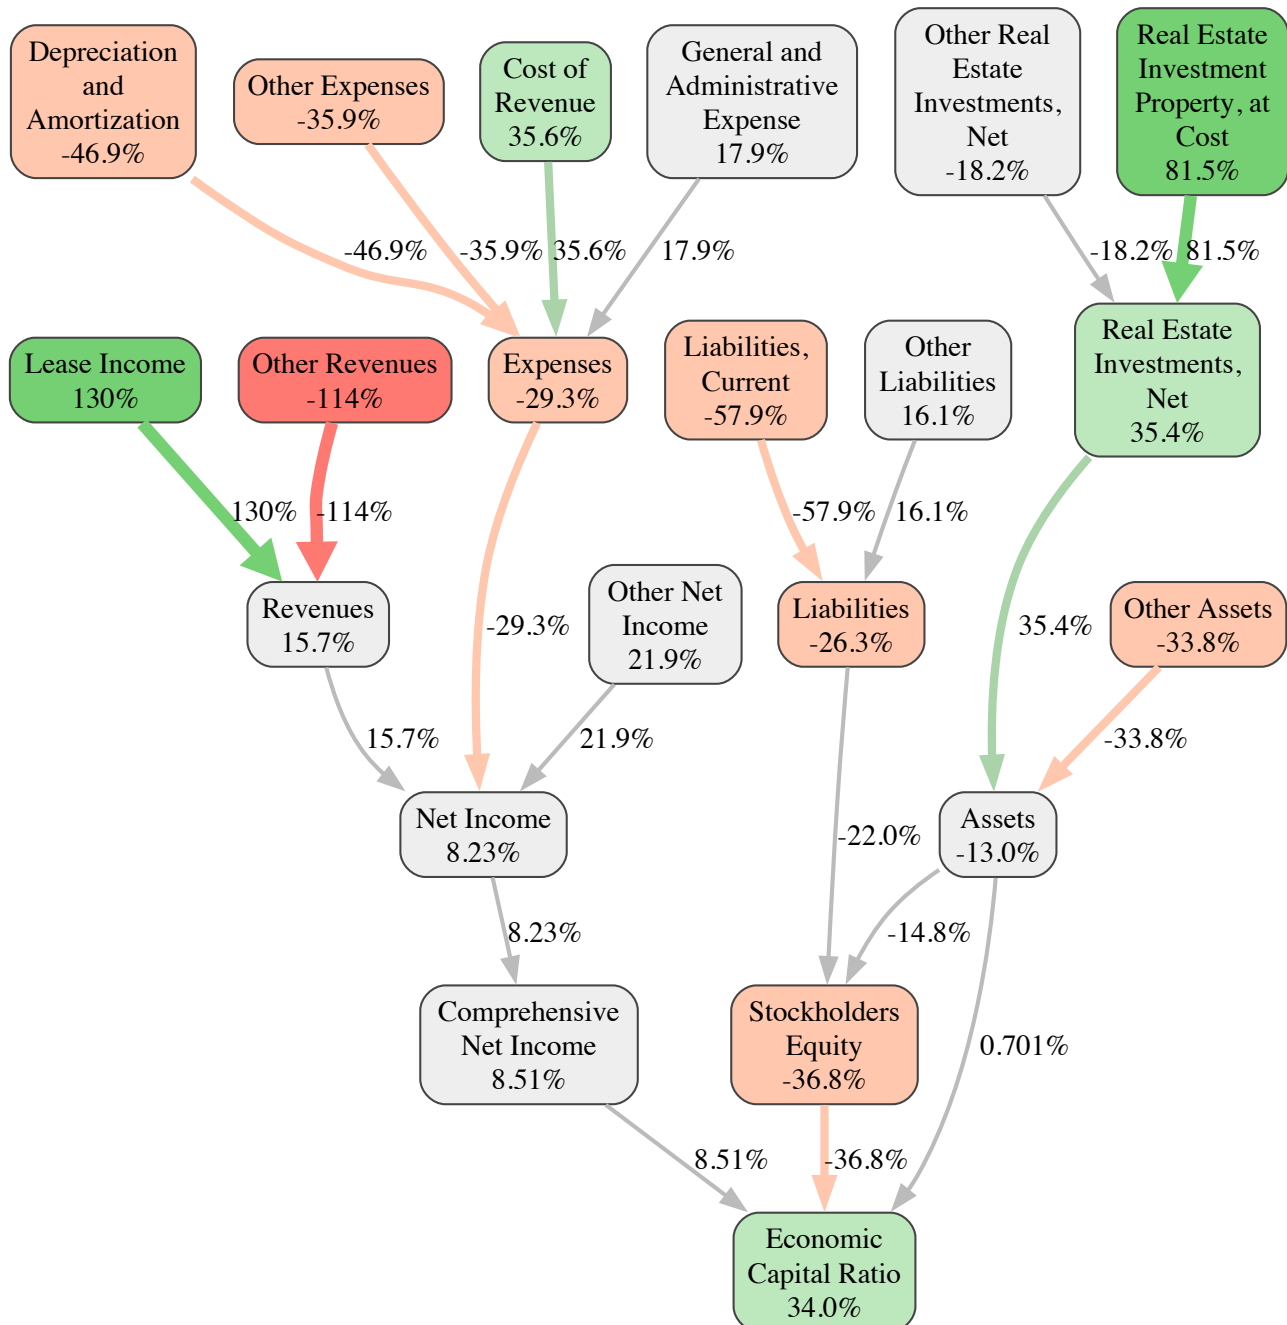 Depreciation
and
Amortization
-46.9%
Other Expenses
-35.9%
Cost of
Revenue
35.6%
General and
Administrative
Expense
17.9%
Other Real
Estate
Investments,
Net
-18.2%
Real Estate
Investment
Property, at
Cost
81.5%
-46.9%
-35.9%
35.6%
17.9%
-18.2%
81.5%
Lease Income
130%
Other Revenues
-114%
Expenses
-29.3%
Liabilities,
Current
-57.9%
Other
Liabilities
16.1%
Real Estate
Investments,
Net
35.4%
130%
-114%
-57.9%
16.1%
Revenues
15.7%
-29.3%
Other Net
Income
21.9%
Liabilities
-26.3%
35.4%
Other Assets
-33.8%
15.7%
21.9%
-33.8%
Net Income
8.23%
-22.0%
Assets
-13.0%
8.23%
-14.8%
Comprehensive
Net Income
8.51%
Stockholders
Equity
-36.8%
0.701%
8.51%
-36.8%
Economic
Capital Ratio
34.0%